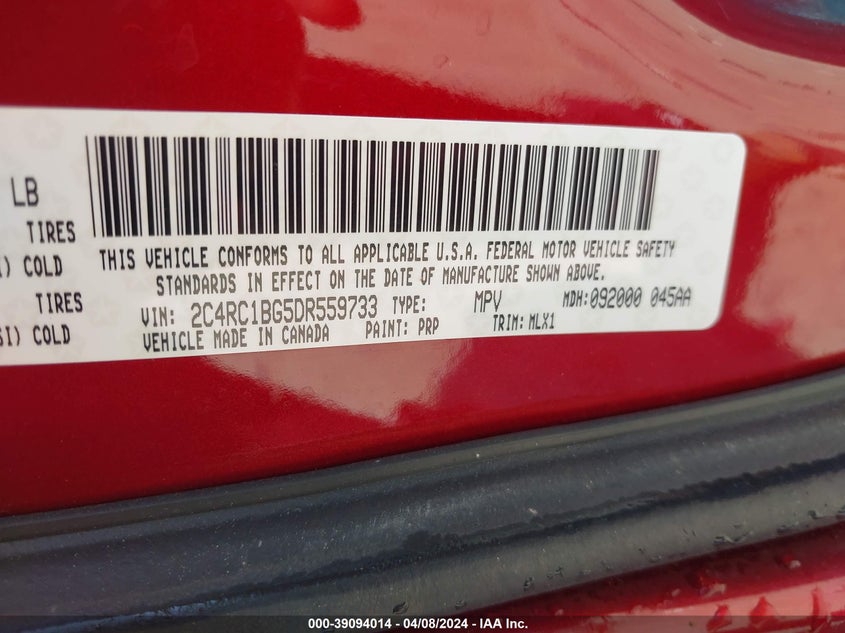 LB
TIRES
I) COLD
TIRES
SI) COLD
THIS VEHICLE CONFORMS TO ALL APPLICABLE U.S.A. FEDERAL MOTOR VEHICLE SAFETY
STANDARDS IN EFFECT ON THE DATE OF MANUFACTURE SHOWN ABOVE.
VIN: 2C4RC1BG5DR559733 TYPE: MPV MDH: 092000 045AA
VEHICLE MADE IN CANADA PAINT: PRP TRIM: MLX1
000-39094014 - 04/08/2024 - IAA Inc.